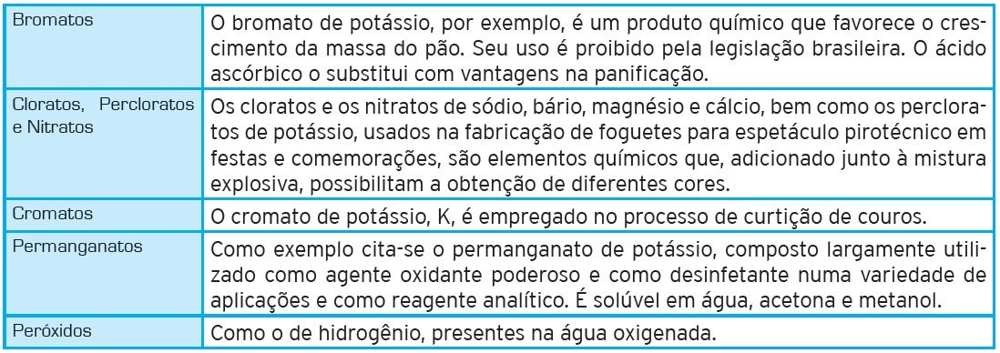 Bromatos
O bromato de potássio, por exemplo, é um produto químico que favorece o cres-
cimento da massa do pão. Seu uso é proibido pela legislação brasileira. O ácido
ascórbico o substitui com vantagens na panificação.
Cloratos, Percloratos
e Nitratos
Os cloratos e os nitratos de sódio, bário, magnésio e cálcio, bem como os perclora-
tos de potássio, usados na fabricação de foguetes para espetáculo pirotécnico em
festas e comemorações, são elementos químicos que, adicionado junto à mistura
explosiva, possibilitam a obtenção de diferentes cores.
Cromatos
O cromato de potássio, K, é empregado no processo de curtição de couros.
Permanganatos
Como exemplo cita-se o permanganato de potássio, composto largamente utili-
zado como agente oxidante poderoso e como desinfetante numa variedade de
aplicações e como reagente analítico. É solúvel em água, acetona e metanol.
Peróxidos
Como o de hidrogênio, presentes na água oxigenada.